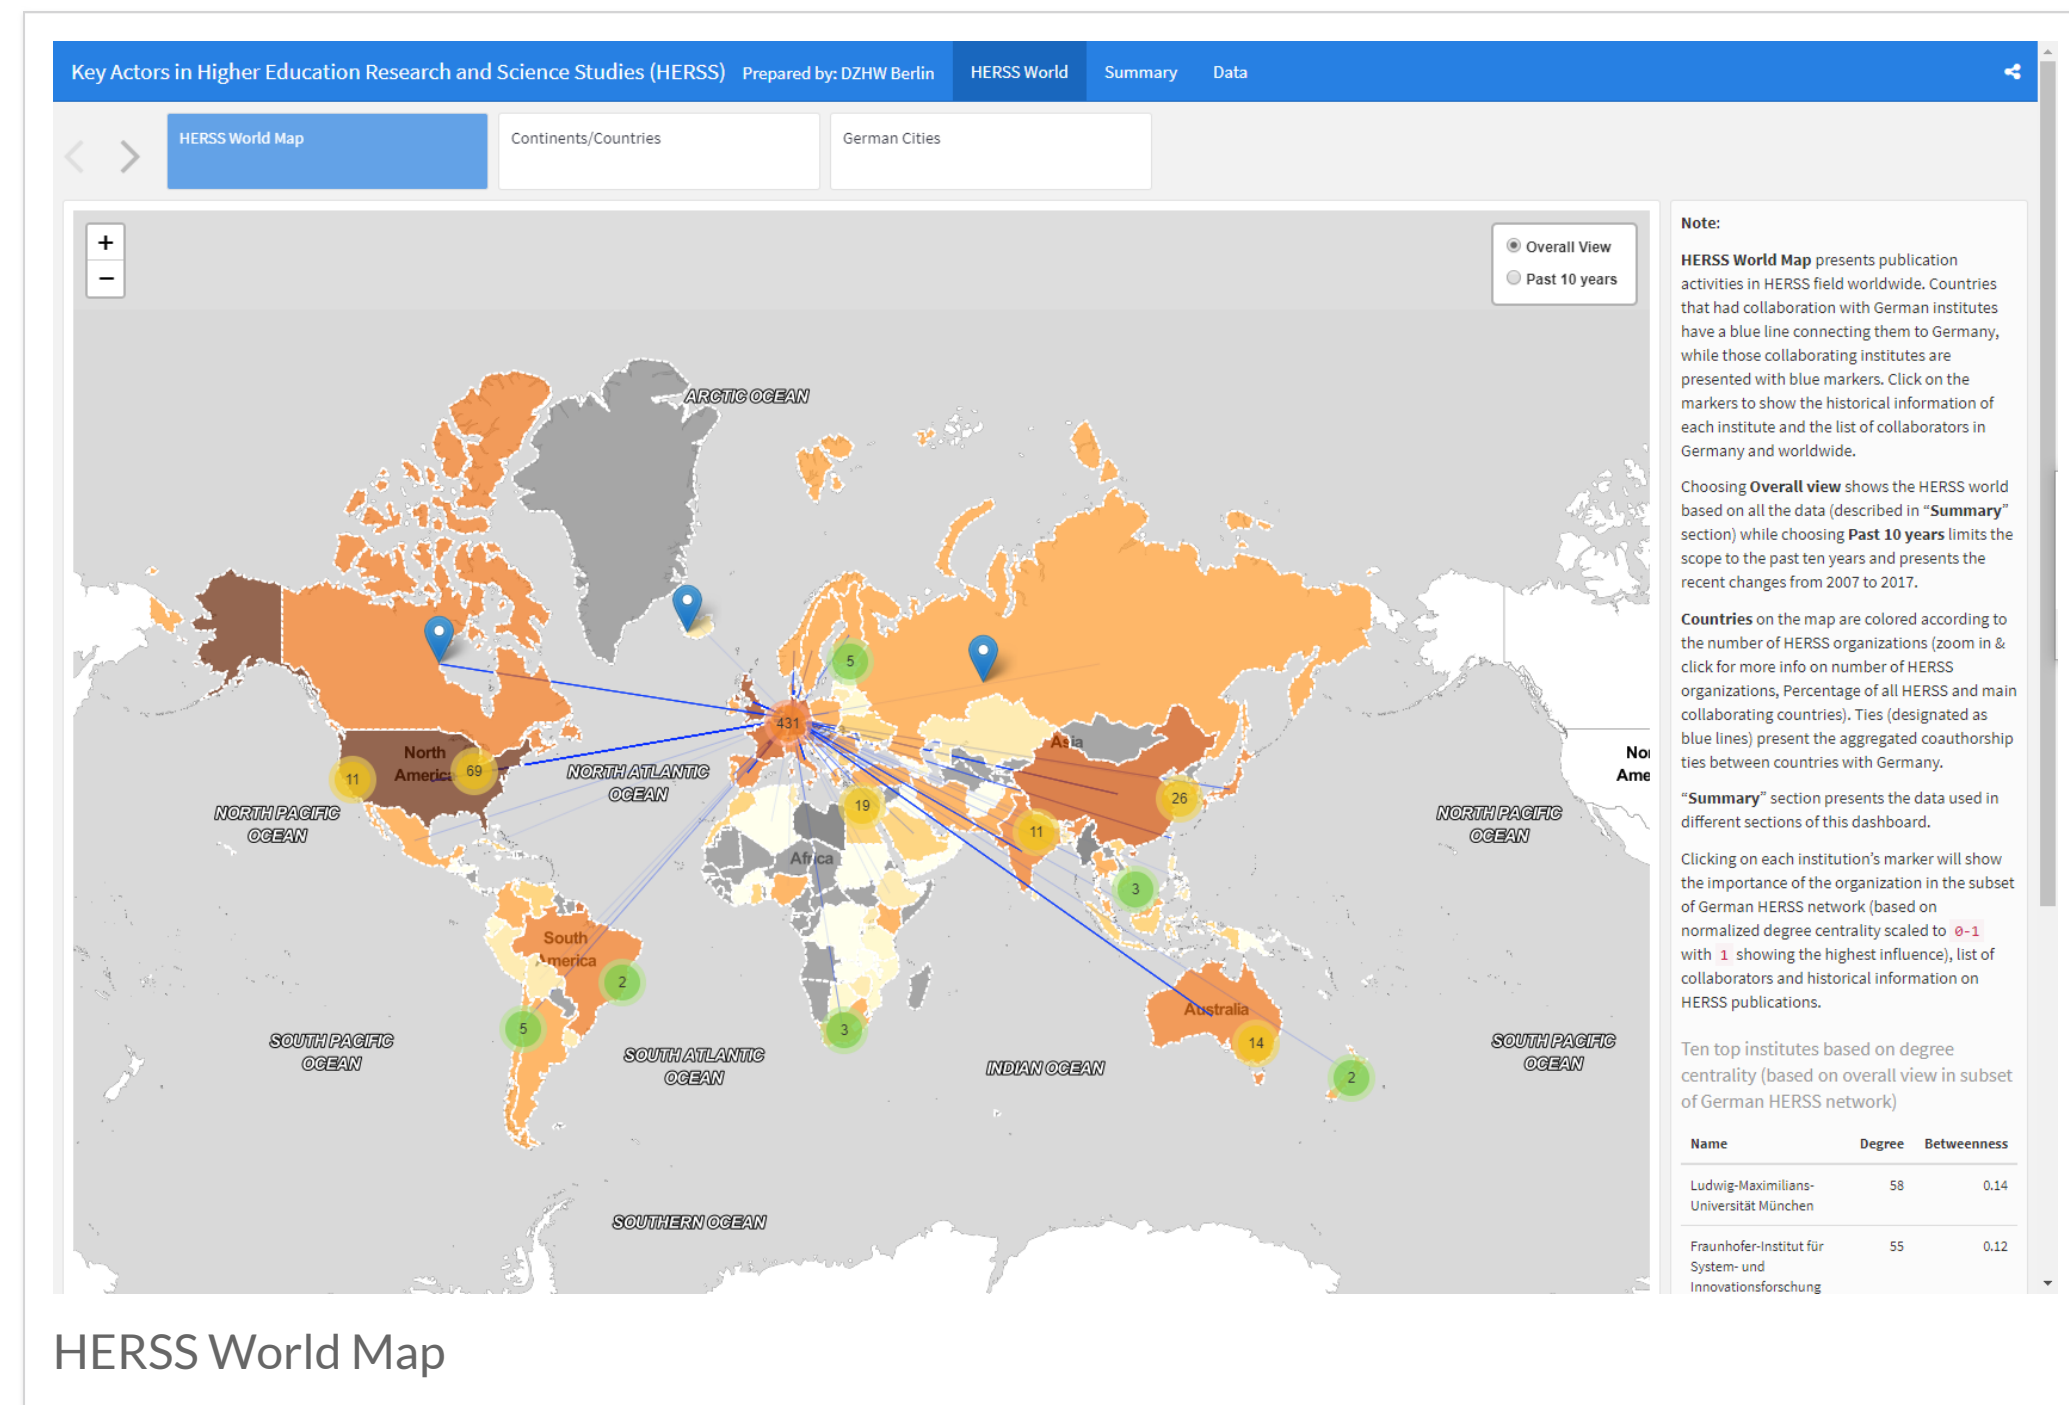 Key Actors in Higher Education Research and Science Studies (HERSS) Prepared by: DZHW Berlin HERSS World Summary Data
HERSS World Map
Continents/Countries
German Cities
+
−
Overall View
Past 10 years
ARCTIC OCEAN
5
431
North
America
11
69
Asia
NORTH ATLANTIC
OCEAN
NORTH PACIFIC
OCEAN
19
26
11
Africa
3
NORTH PACIFIC
OCEAN
Nor
Ame
South
America
2
5
3
Australia
14
2
SOUTH PACIFIC
OCEAN
SOUTH ATLANTIC
OCEAN
INDIAN OCEAN
SOUTH PACIFIC
OCEAN
SOUTHERN OCEAN
Note:
HERSS World Map presents publication
activities in HERSS field worldwide. Countries
that had collaboration with German institutes
have a blue line connecting them to Germany,
while those collaborating institutes are
presented with blue markers. Click on the
markers to show the historical information of
each institute and the list of collaborators in
Germany and worldwide.
Choosing Overall view shows the HERSS world
based on all the data (described in “Summary”
section) while choosing Past 10 years limits the
scope to the past ten years and presents the
recent changes from 2007 to 2017.
Countries on the map are colored according to
the number of HERSS organizations (zoom in &
click for more info on number of HERSS
organizations, Percentage of all HERSS and main
collaborating countries). Ties (designated as
blue lines) present the aggregated coauthorship
ties between countries with Germany.
“Summary” section presents the data used in
different sections of this dashboard.
Clicking on each institution’s marker will show
the importance of the organization in the subset
of German HERSS network (based on
normalized degree centrality scaled to 0-1
with 1 showing the highest influence), list of
collaborators and historical information on
HERSS publications.
Ten top institutes based on degree
centrality (based on overall view in subset
of German HERSS network)
Name Degree Betweenness
Ludwig-Maximilians- 58 0.14
Universität München
Fraunhofer-Institut für 55 0.12
System- und
Innovationsforschung
HERSS World Map